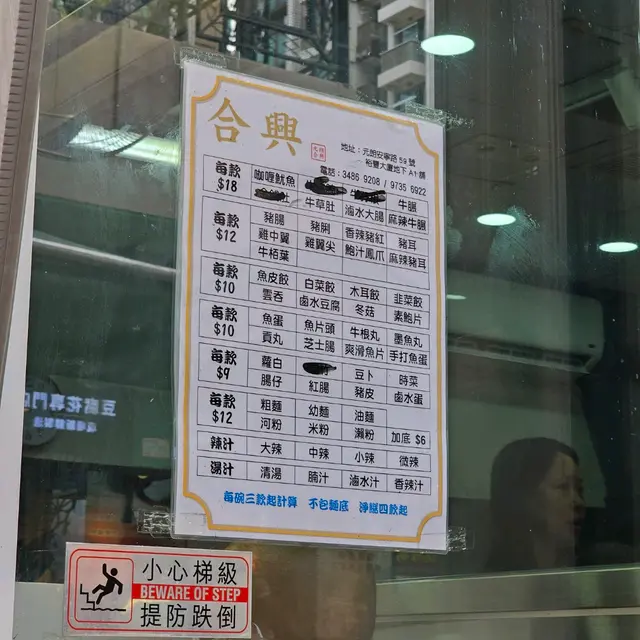 合興
地址：元朗安寧路 59 號
裕豐大廈地下 A1 舖
電話：3486 9208 / 9735 6922
每款 $18 咖喱魷魚 牛腩
牛草肚 滷水大腸 麻辣牛腩
每款 $12 豬腸 豬脷 香辣豬紅 豬耳
雞中翼 雞翼尖 鮑汁鳳爪 麻辣豬耳
牛栢葉
每款 $10 魚皮餃 白菜餃 木耳餃 韭菜餃
雲吞 鹵水豆腐 冬菇 素鮑片
每款 $10 魚蛋 魚片頭 牛根丸 墨魚丸
貢丸 芝士腸 爽滑魚片 手打魚蛋
每款 $9 蘿白 豆卜 時菜
腸仔 紅腸 豬皮 鹵水蛋
每款 $12 粗麵 幼麵 油麵
河粉 米粉 瀨粉 加底 $6
辣汁 大辣 中辣 小辣 微辣
湯汁 清湯 腩汁 滷水汁 香辣汁
每碗三款起計算 不包麵底 淨餸四款起
豆腐花專門店
小心梯級
BEWARE OF STEP
提防跌倒